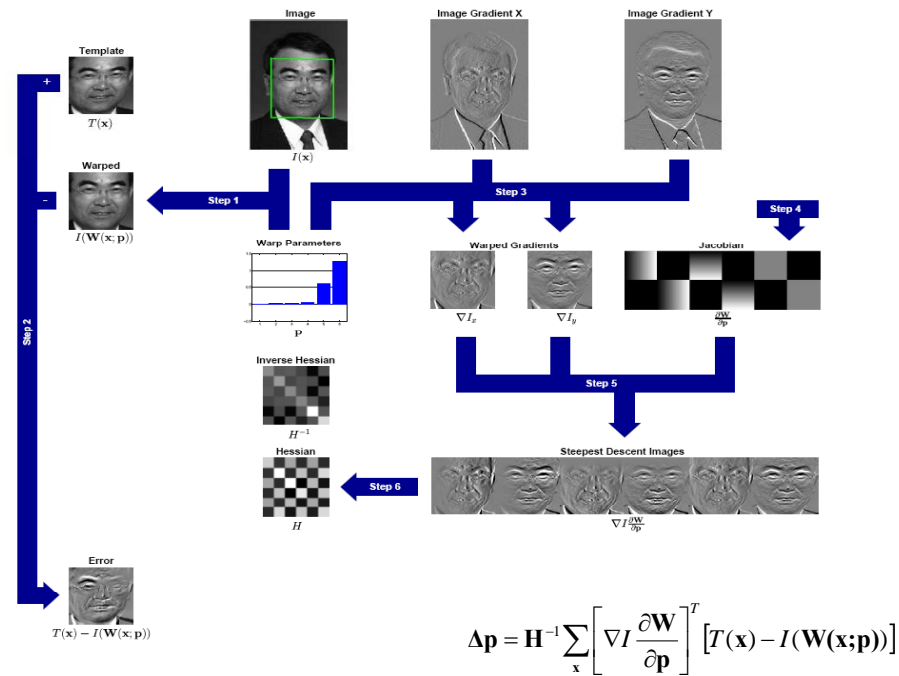 Image
Image Gradient X
Image Gradient Y
Template
+
T(x)
I(x)
Warped
-
I(W(x; p))
Step 1
Step 3
Step 4
Warp Parameters
p
Warped Gradients
∇I_x
∇I_y
Jacobian
∂W/∂p
Step 2
Inverse Hessian
H^{-1}
Step 5
Hessian
H
Step 6
Steepest Descent Images
∇I ∂W/∂p
Error
T(x) − I(W(x; p))
Δp = H^{-1} ∑_x [∇I ∂W/∂p]^T [T(x) − I(W(x;p))]